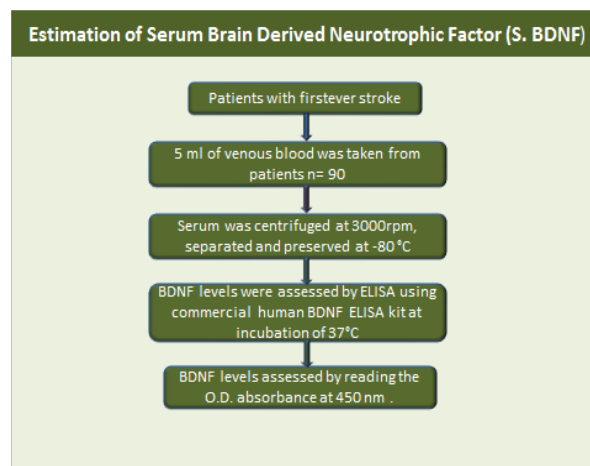 Estimation of Serum Brain Derived Neurotrophic Factor (S. BDNF)
Patients with firstever stroke
5 ml of venous blood was taken from
patients n= 90
Serum was centrifuged at 3000rpm,
separated and preserved at -80 °C
BDNF levels were assessed by ELISA using
commercial human BDNF ELISA kit at
incubation of 37°C
BDNF levels assessed by reading the
O.D. absorbance at 450 nm .